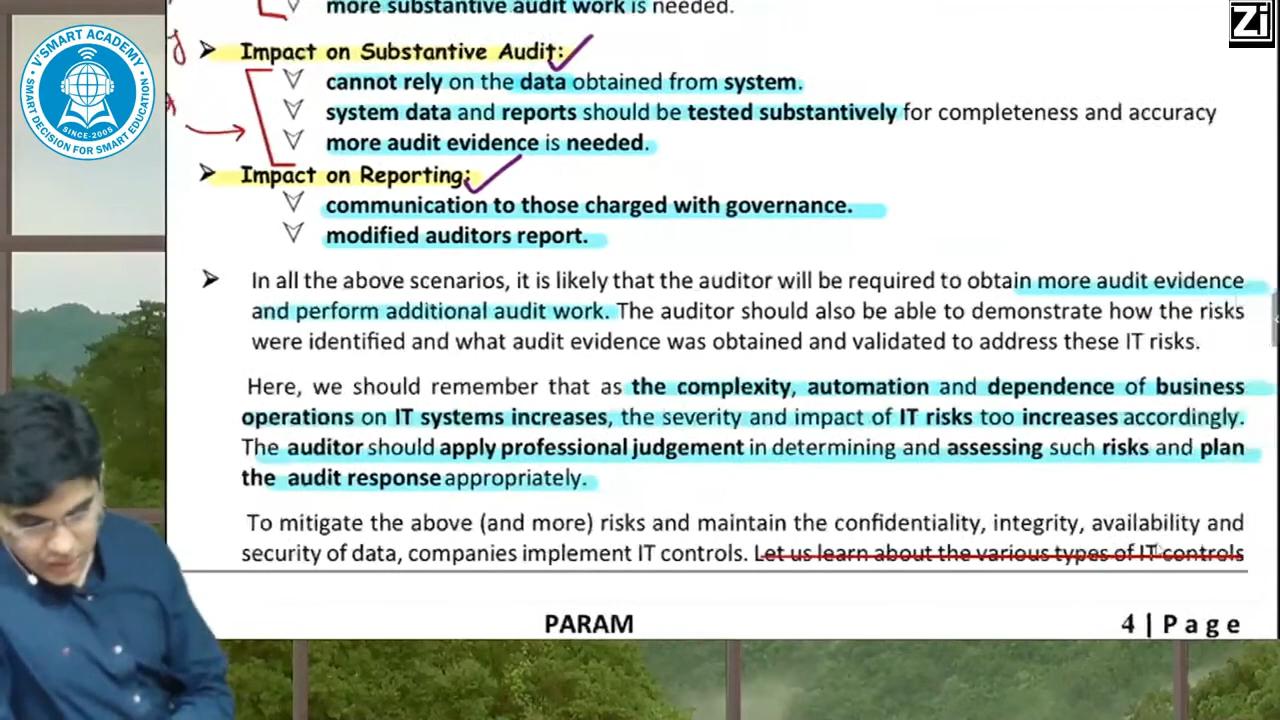 more substantive audit work is needed.
V'SMART ACADEMY
SINCE-2005
SMART DECISION FOR SMART EDUCATION
Zi
Impact on Substantive Audit:
cannot rely on the data obtained from system.
system data and reports should be tested substantively for completeness and accuracy
more audit evidence is needed.
Impact on Reporting:
communication to those charged with governance.
modified auditors report.
In all the above scenarios, it is likely that the auditor will be required to obtain more audit evidence
and perform additional audit work. The auditor should also be able to demonstrate how the risks
were identified and what audit evidence was obtained and validated to address these IT risks.
Here, we should remember that as the complexity, automation and dependence of business
operations on IT systems increases, the severity and impact of IT risks too increases accordingly.
The auditor should apply professional judgement in determining and assessing such risks and plan
the audit response appropriately.
To mitigate the above (and more) risks and maintain the confidentiality, integrity, availability and
security of data, companies implement IT controls. Let us learn about the various types of IT controls
PARAM
4 | Page